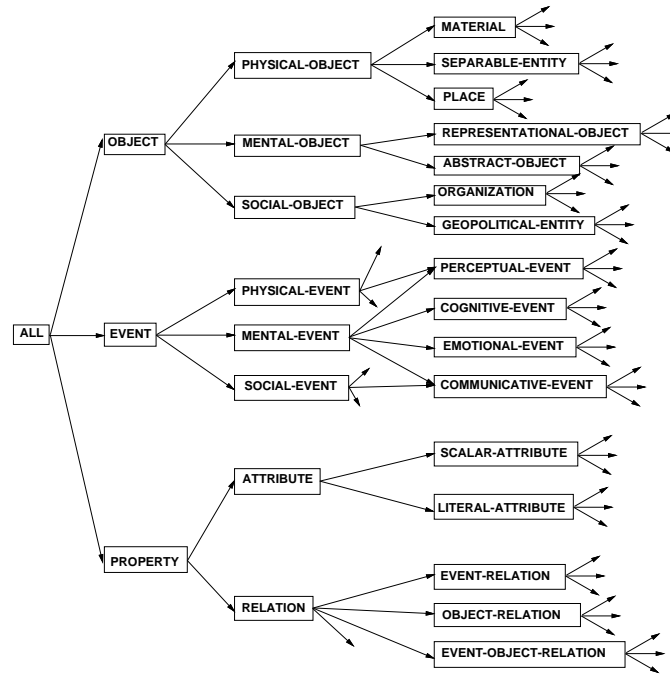 MATERIAL
PHYSICAL-OBJECT
SEPARABLE-ENTITY
PLACE
OBJECT
MENTAL-OBJECT
REPRESENTATIONAL-OBJECT
ABSTRACT-OBJECT
SOCIAL-OBJECT
ORGANIZATION
GEOPOLITICAL-ENTITY
PHYSICAL-EVENT
PERCEPTUAL-EVENT
COGNITIVE-EVENT
ALL
EVENT
MENTAL-EVENT
EMOTIONAL-EVENT
SOCIAL-EVENT
COMMUNICATIVE-EVENT
SCALAR-ATTRIBUTE
ATTRIBUTE
LITERAL-ATTRIBUTE
PROPERTY
EVENT-RELATION
RELATION
OBJECT-RELATION
EVENT-OBJECT-RELATION